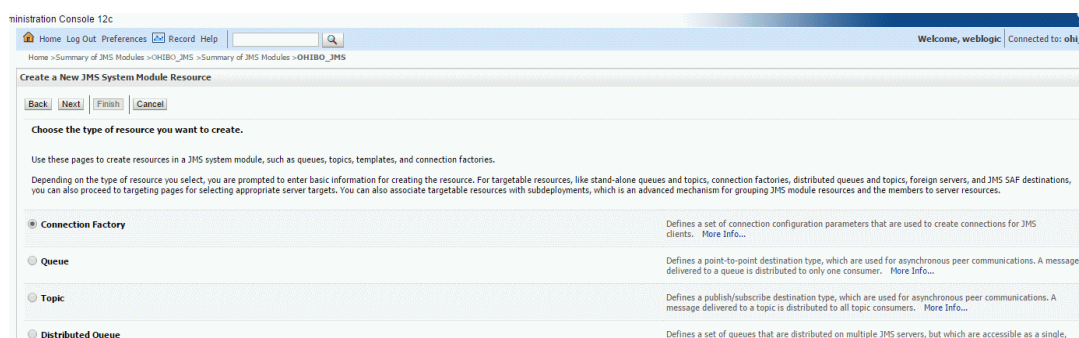 ministration Console 12c
Home Log Out Preferences Record Help
Welcome, weblogic Connected to: ohi
Home >Summary of JMS Modules >OHIBO_JMS >Summary of JMS Modules >OHIBO_JMS
Create a New JMS System Module Resource
Back Next Finish Cancel
Choose the type of resource you want to create.
Use these pages to create resources in a JMS system module, such as queues, topics, templates, and connection factories.
Depending on the type of resource you select, you are prompted to enter basic information for creating the resource. For targetable resources, like stand-alone queues and topics, connection factories, distributed queues and topics, foreign servers, and JMS SAF destinations,
you can also proceed to targeting pages for selecting appropriate server targets. You can also associate targetable resources with subdeployments, which is an advanced mechanism for grouping JMS module resources and the members to server resources.
Connection Factory
Defines a set of connection configuration parameters that are used to create connections for JMS
clients. More Info...
Queue
Defines a point-to-point destination type, which are used for asynchronous peer communications. A message
delivered to a queue is distributed to only one consumer. More Info...
Topic
Defines a publish/subscribe destination type, which are used for asynchronous peer communications. A
message delivered to a topic is distributed to all topic consumers. More Info...
Distributed Queue
Defines a set of queues that are distributed on multiple JMS servers, but which are accessible as a single,